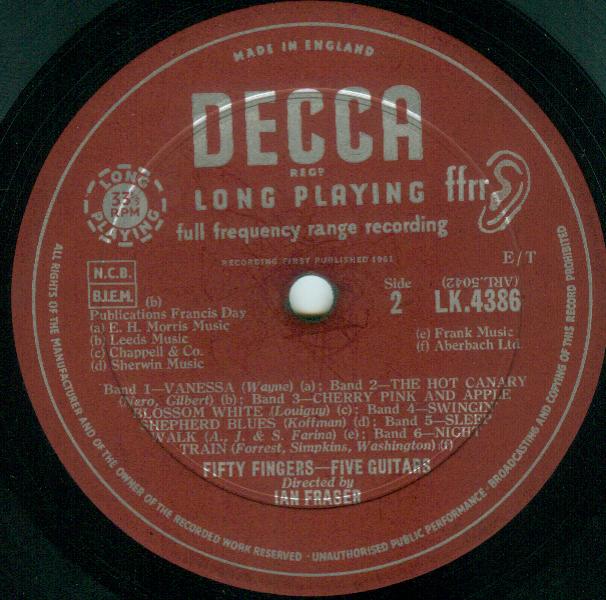 MADE IN ENGLAND
DECCA
REGD
LONG PLAYING
ffrr
LONG
33⅓
RPM
PLAYING
full frequency range recording
RECORDING FIRST PUBLISHED 1961
E/T
N.C.B.
B.I.E.M.
(b)
Publications Francis Day
(a) E. H. Morris Music
(b) Leeds Music
(c) Chappell & Co.
(d) Sherwin Music
Side
2
(ARL.5042)
LK.4386
(e) Frank Music
(f) Aberbach Ltd.
Band 1—VANESSA (Wayne) (a); Band 2—THE HOT CANARY
(Nero, Gilbert) (b); Band 3—CHERRY PINK AND APPLE
BLOSSOM WHITE (Louiguy) (c); Band 4—SWINGIN'
SHEPHERD BLUES (Koffman) (d); Band 5—SLEEP
WALK (A., J. & S. Farina) (e); Band 6—NIGHT
TRAIN (Forrest, Simpkins, Washington) (f)
FIFTY FINGERS—FIVE GUITARS
Directed by
IAN FRASER
ALL RIGHTS OF THE MANUFACTURER AND OF THE OWNER OF THE RECORDED WORK RESERVED · UNAUTHORISED PUBLIC PERFORMANCE · BROADCASTING AND COPYING OF THIS RECORD PROHIBITED